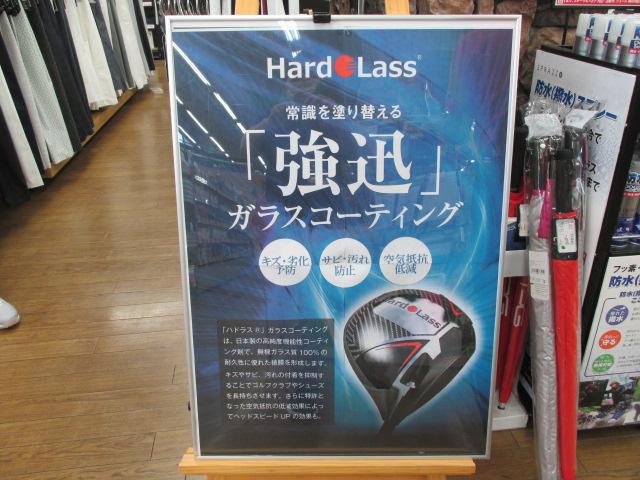 HardoLass®
常識を塗り替える
「強迅」
ガラスコーティング
キズ・劣化
予防
サビ・汚れ
防止
空気抵抗
低減
HardoLass
「ハドラス®」ガラスコーティング
は、日本製の高純度機能性コーティ
ング剤で、無機ガラス質100%の
耐久性に優れた被膜を形成します。
キズやサビ、汚れの付着を抑制す
ることでゴルフクラブやシューズ
を長持ちさせます。さらに特許と
なった空気抵抗の低減効果によっ
てヘッドスピードUPの効果も。
SPRAZZO
防水(撥水)スプレー
フッ素
防水
撥水
守る